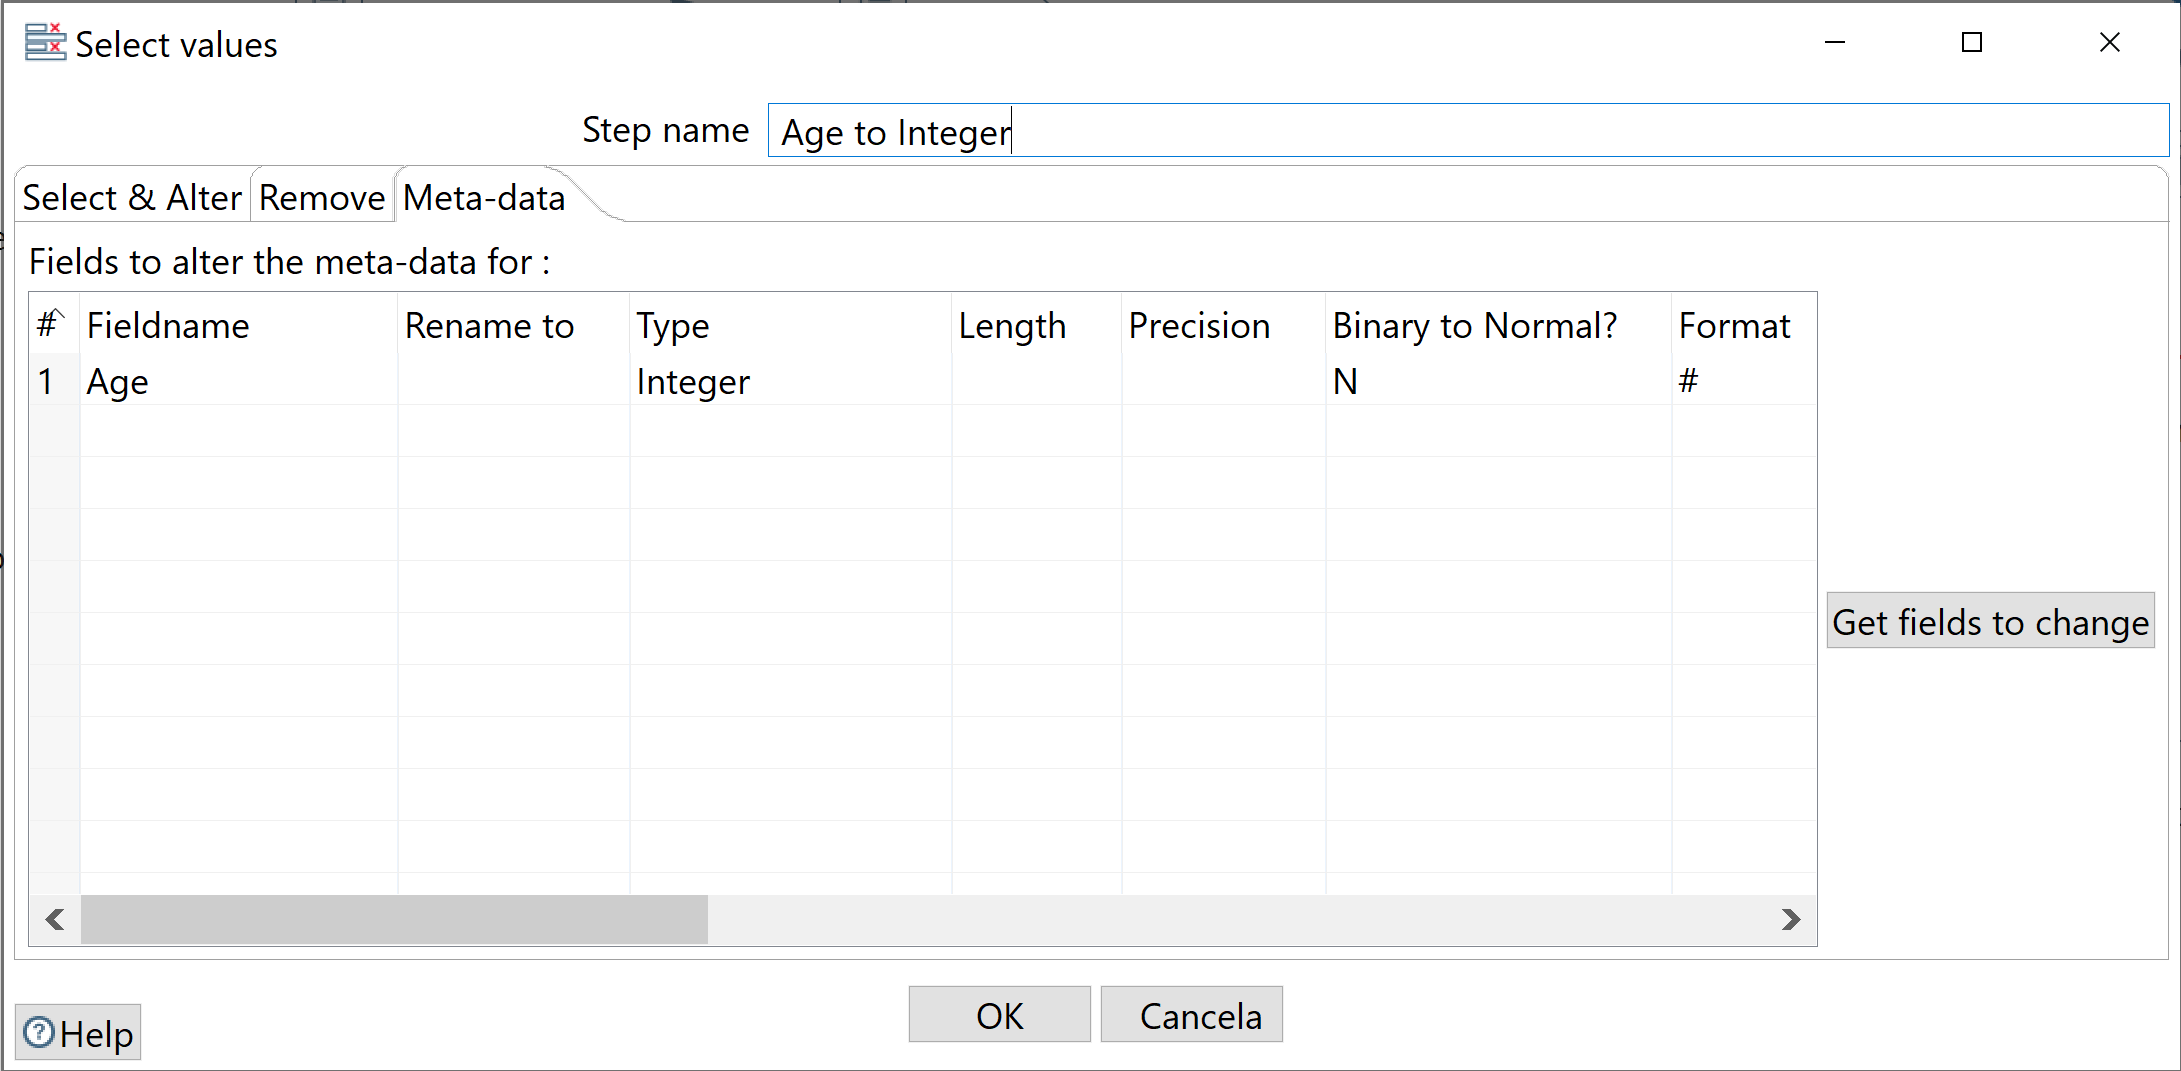 Select values
Step name Age to Integer
Select & Alter Remove Meta-data
Fields to alter the meta-data for :
# Fieldname Rename to Type Length Precision Binary to Normal? Format
1 Age Integer N #
Get fields to change
OK Cancela
Help